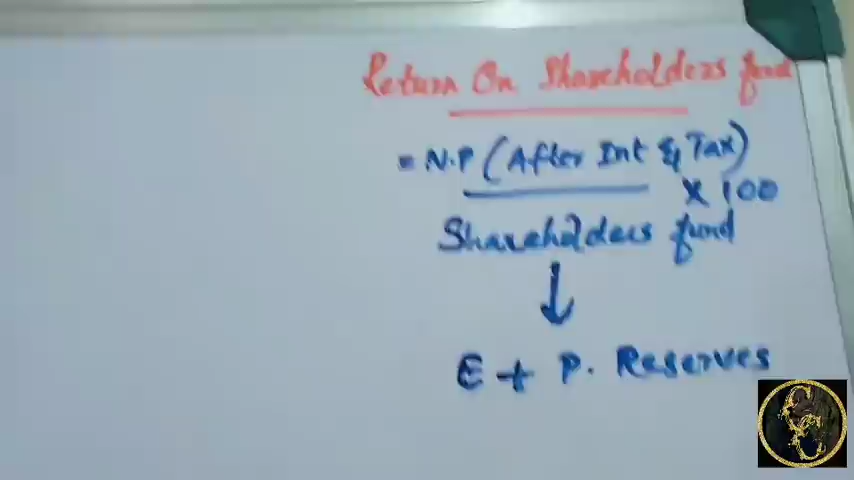 Return On Shareholders fund
= N.P (After Int & Tax)
X 100
Shareholders fund
↓
E + P. Reserves